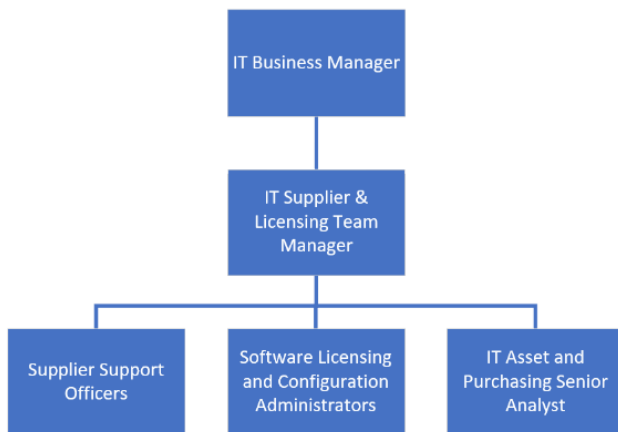 IT Business Manager
IT Supplier &
Licensing Team
Manager
Supplier Support
Officers
Software Licensing
and Configuration
Administrators
IT Asset and
Purchasing Senior
Analyst